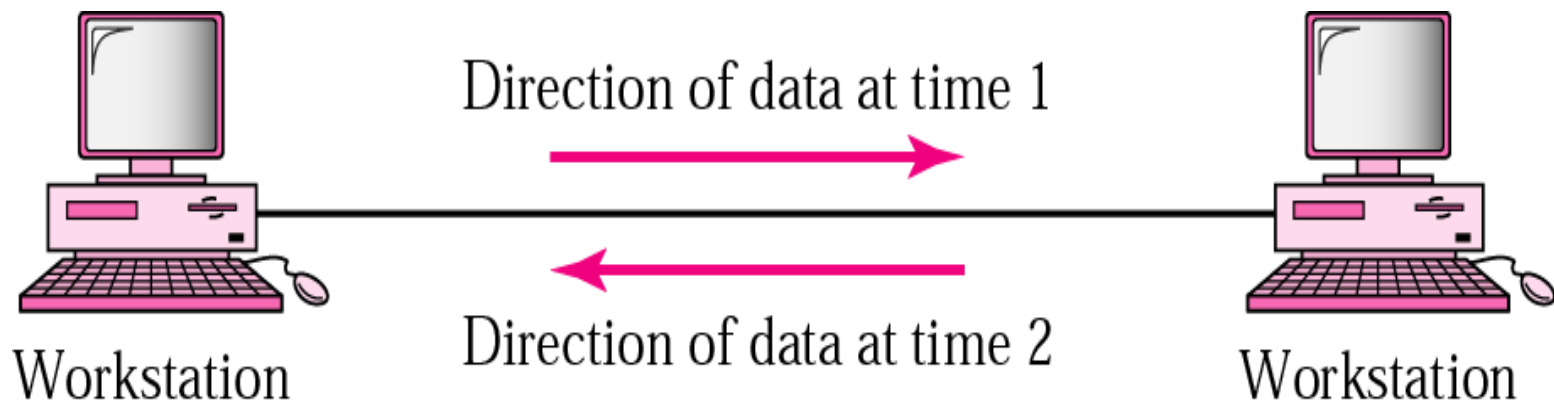 Direction of data at time 1
Direction of data at time 2
Workstation
Workstation